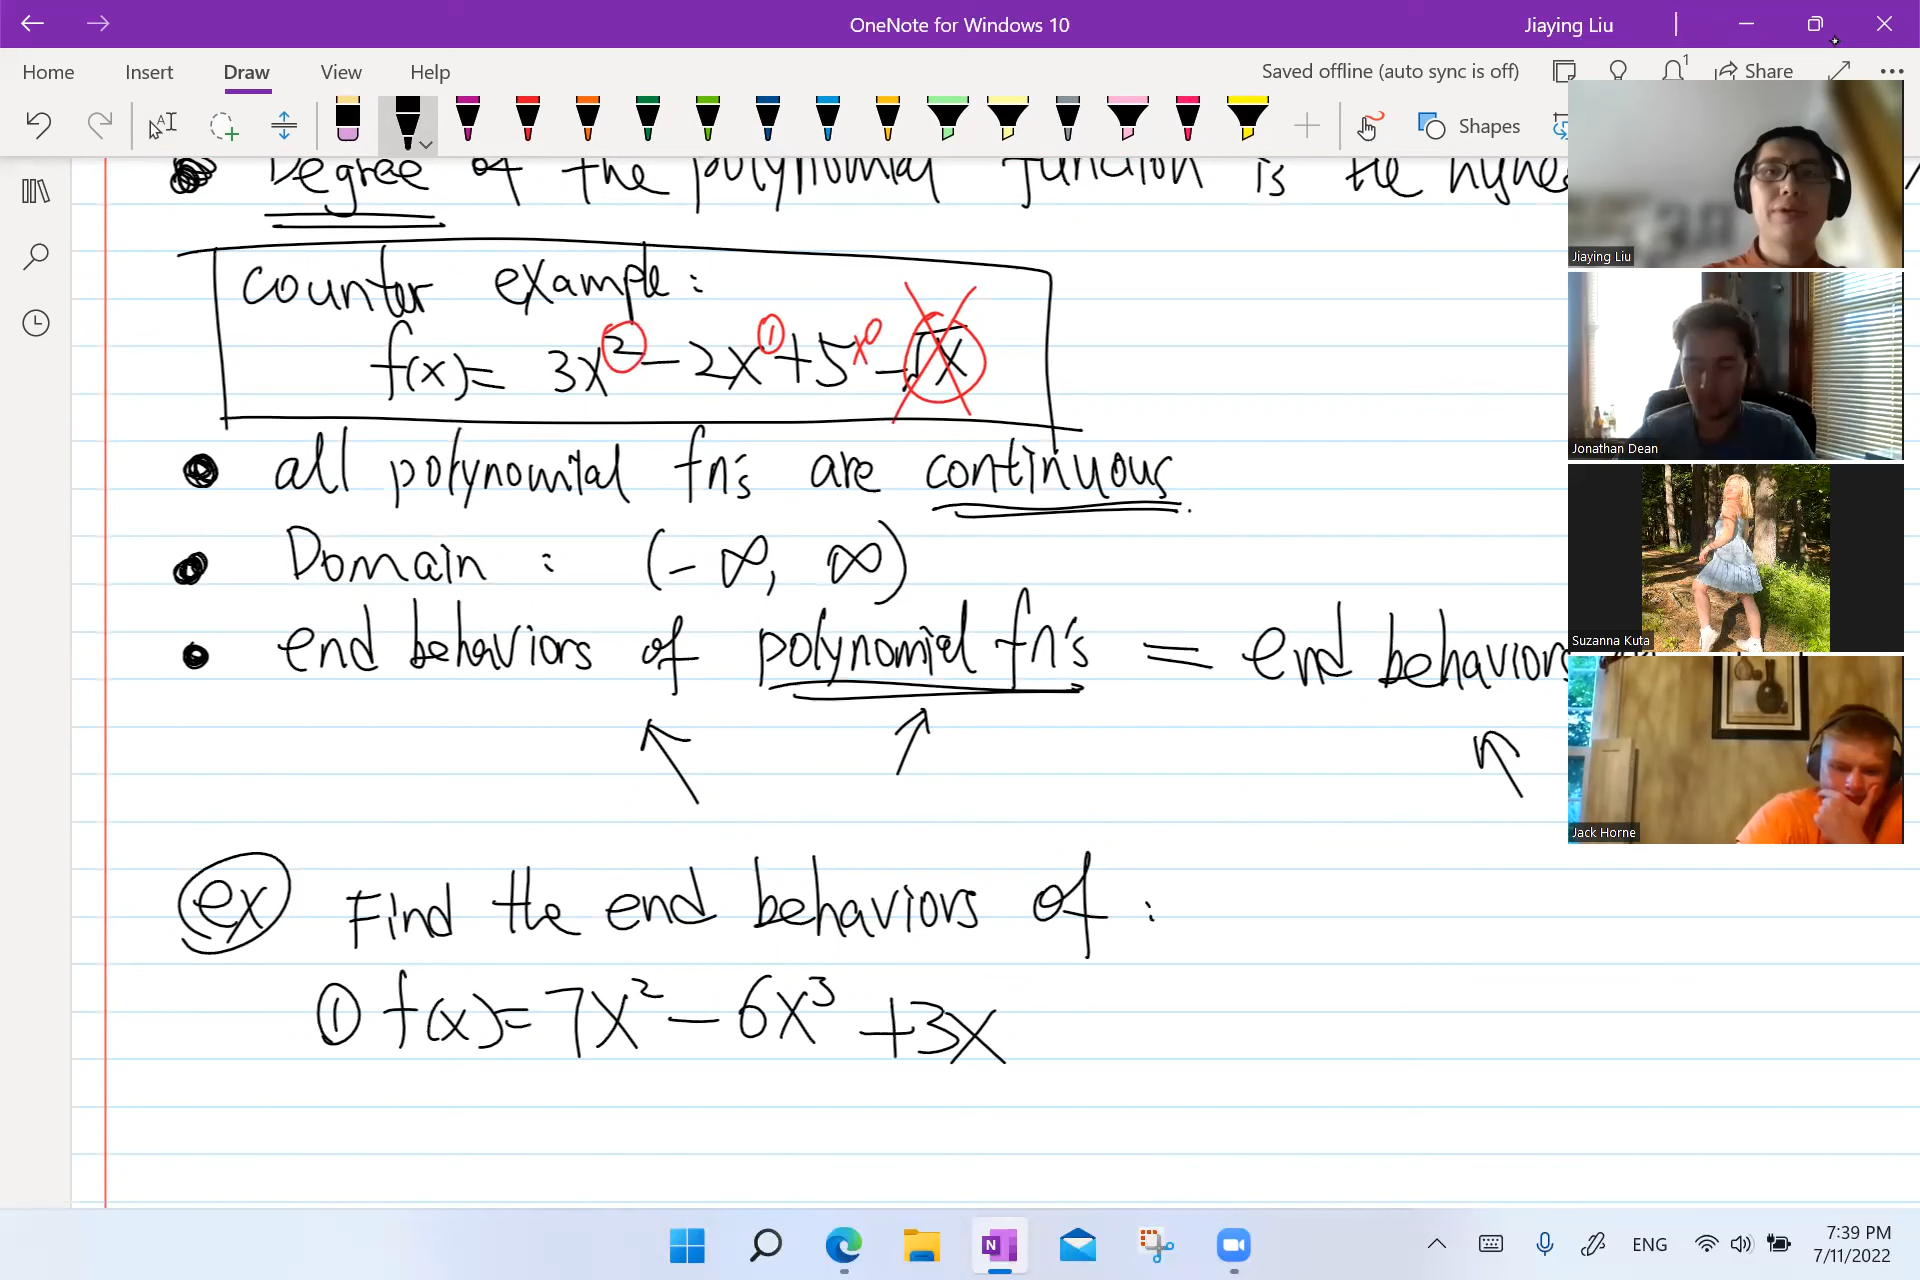 OneNote for Windows 10
Jiaying Liu
Home Insert Draw View Help
Saved offline (auto sync is off)
1
Share
Shapes
Degree of the polynomial function is the
counter example:
f(x)= 3x² - 2x① + 5x⁰ - √x
all polynomial fn's are continuous.
Domain : (-∞, ∞)
end behaviors of polynomial fn's = end behaviors
ex Find the end behaviors of :
① f(x)= 7x² - 6x³ + 3x
Jiaying Liu
Jonathan Dean
Suzanna Kuta
Jack Horne
ENG
7:39 PM
7/11/2022